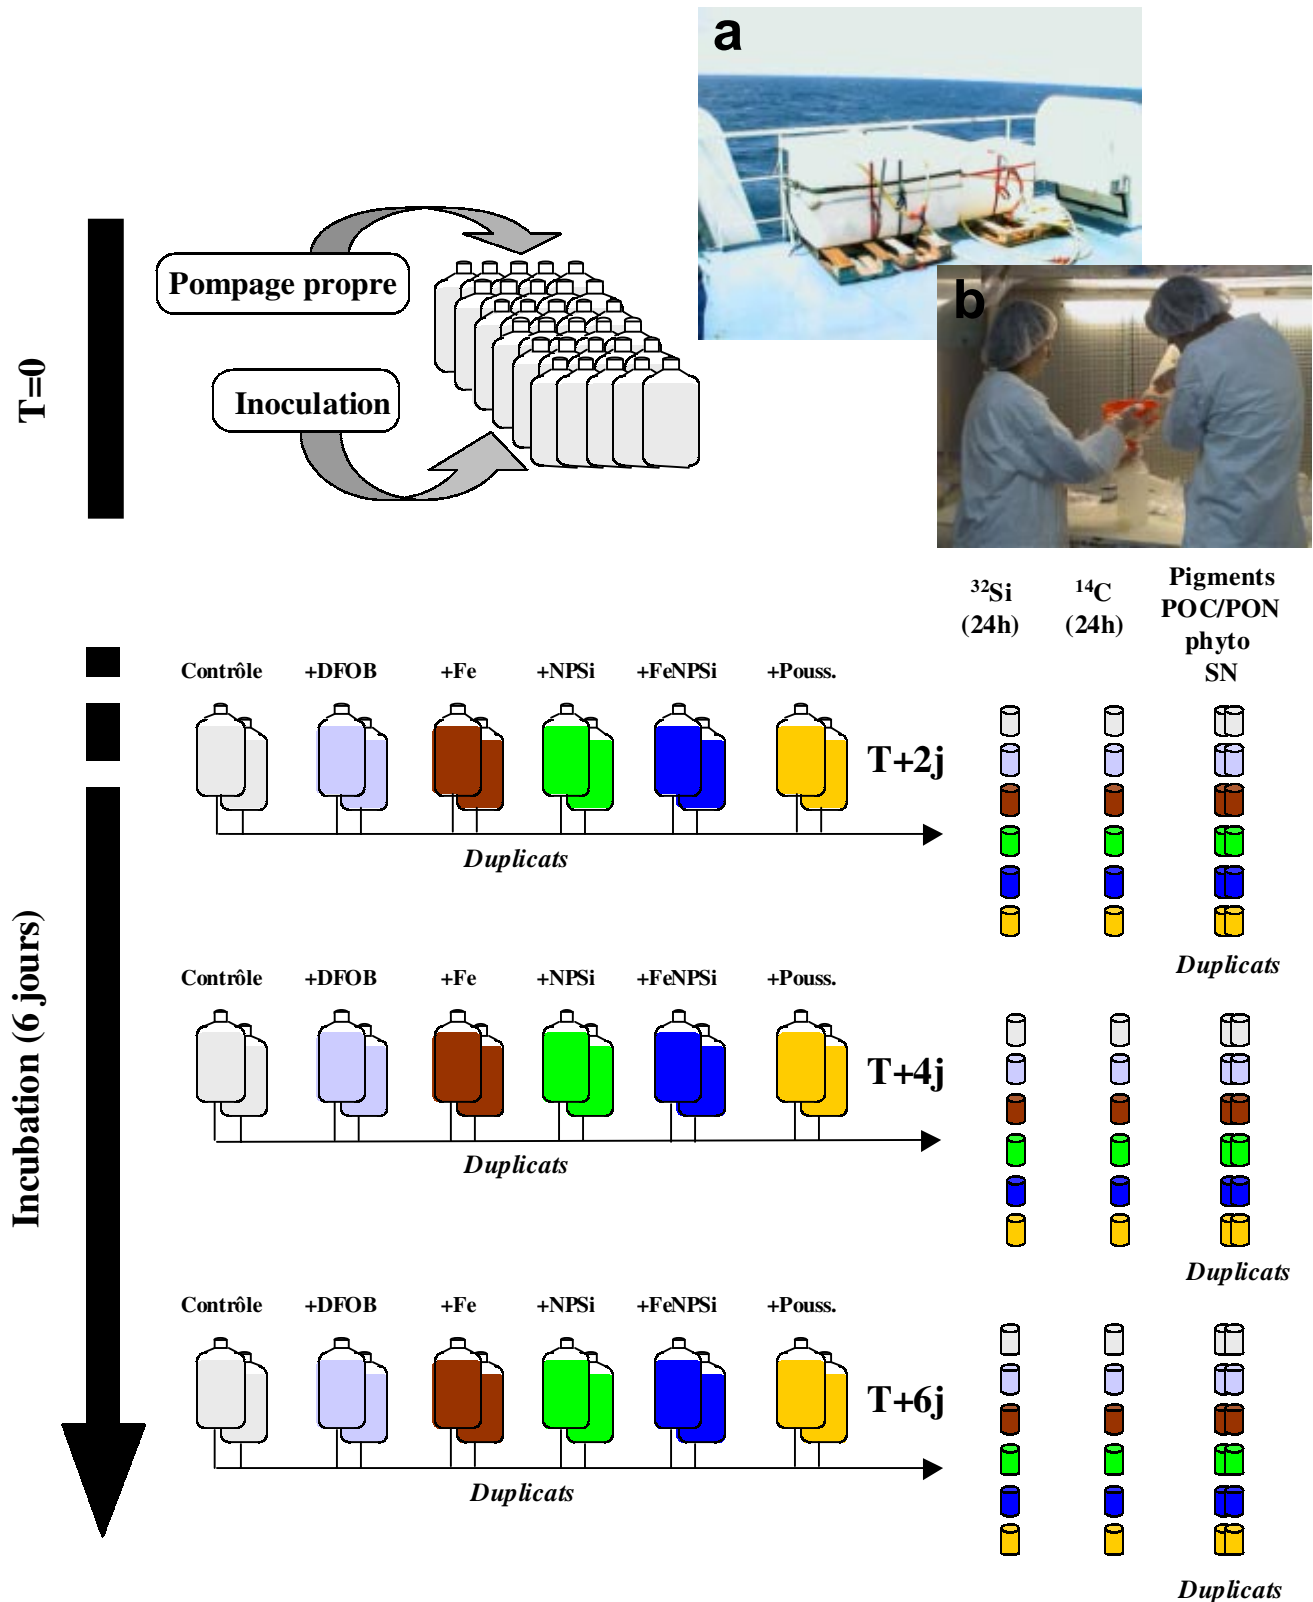 a
b
Pompage propre
Inoculation
T=0
³²Si
(24h)
¹⁴C
(24h)
Pigments
POC/PON
phyto
SN
Incubation (6 jours)
Contrôle +DFOB +Fe +NPSi +FeNPSi +Pouss.
T+2j
Duplicats
Duplicats
Contrôle +DFOB +Fe +NPSi +FeNPSi +Pouss.
T+4j
Duplicats
Duplicats
Contrôle +DFOB +Fe +NPSi +FeNPSi +Pouss.
T+6j
Duplicats
Duplicats